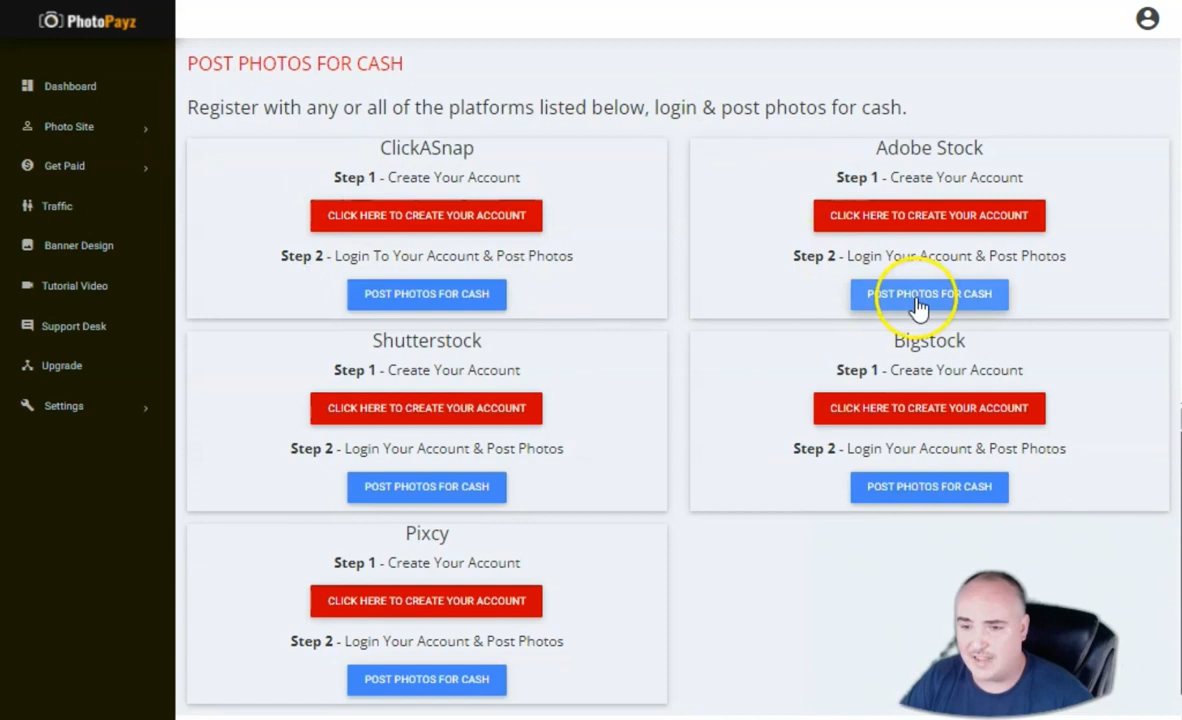 PhotoPayz
Dashboard
Photo Site
Get Paid
Traffic
Banner Design
Tutorial Video
Support Desk
Upgrade
Settings
POST PHOTOS FOR CASH
Register with any or all of the platforms listed below, login & post photos for cash.
ClickASnap
Step 1 - Create Your Account
CLICK HERE TO CREATE YOUR ACCOUNT
Step 2 - Login To Your Account & Post Photos
POST PHOTOS FOR CASH
Adobe Stock
Step 1 - Create Your Account
CLICK HERE TO CREATE YOUR ACCOUNT
Step 2 - Login Your Account & Post Photos
POST PHOTOS FOR CASH
Shutterstock
Step 1 - Create Your Account
CLICK HERE TO CREATE YOUR ACCOUNT
Step 2 - Login Your Account & Post Photos
POST PHOTOS FOR CASH
Bigstock
Step 1 - Create Your Account
CLICK HERE TO CREATE YOUR ACCOUNT
Step 2 - Login Your Account & Post Photos
POST PHOTOS FOR CASH
Pixcy
Step 1 - Create Your Account
CLICK HERE TO CREATE YOUR ACCOUNT
Step 2 - Login Your Account & Post Photos
POST PHOTOS FOR CASH